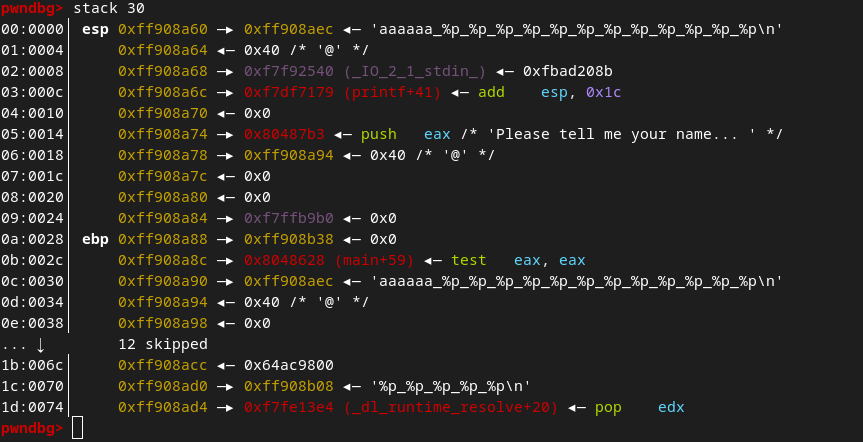 pwndbg> stack 30
00:0000│ esp 0xff908a60 —▸ 0xff908aec ◂— 'aaaaaa_%p_%p_%p_%p_%p_%p_%p_%p_%p_%p_%p_%p\n'
01:0004│     0xff908a64 ◂— 0x40 /* '@' */
02:0008│     0xff908a68 —▸ 0xf7f92540 (_IO_2_1_stdin_) ◂— 0xfbad208b
03:000c│     0xff908a6c —▸ 0xf7df7179 (printf+41) ◂— add    esp, 0x1c
04:0010│     0xff908a70 ◂— 0x0
05:0014│     0xff908a74 —▸ 0x80487b3 ◂— push   eax /* 'Please tell me your name... ' */
06:0018│     0xff908a78 —▸ 0xff908a94 ◂— 0x40 /* '@' */
07:001c│     0xff908a7c ◂— 0x0
08:0020│     0xff908a80 ◂— 0x0
09:0024│     0xff908a84 —▸ 0xf7ffb9b0 ◂— 0x0
0a:0028│ ebp 0xff908a88 —▸ 0xff908b38 ◂— 0x0
0b:002c│     0xff908a8c —▸ 0x8048628 (main+59) ◂— test   eax, eax
0c:0030│     0xff908a90 —▸ 0xff908aec ◂— 'aaaaaa_%p_%p_%p_%p_%p_%p_%p_%p_%p_%p_%p_%p\n'
0d:0034│     0xff908a94 ◂— 0x40 /* '@' */
0e:0038│     0xff908a98 ◂— 0x0
... ↓        12 skipped
1b:006c│     0xff908acc ◂— 0x64ac9800
1c:0070│     0xff908ad0 —▸ 0xff908b08 ◂— '%p_%p_%p_%p_%p\n'
1d:0074│     0xff908ad4 —▸ 0xf7fe13e4 (_dl_runtime_resolve+20) ◂— pop    edx
pwndbg>